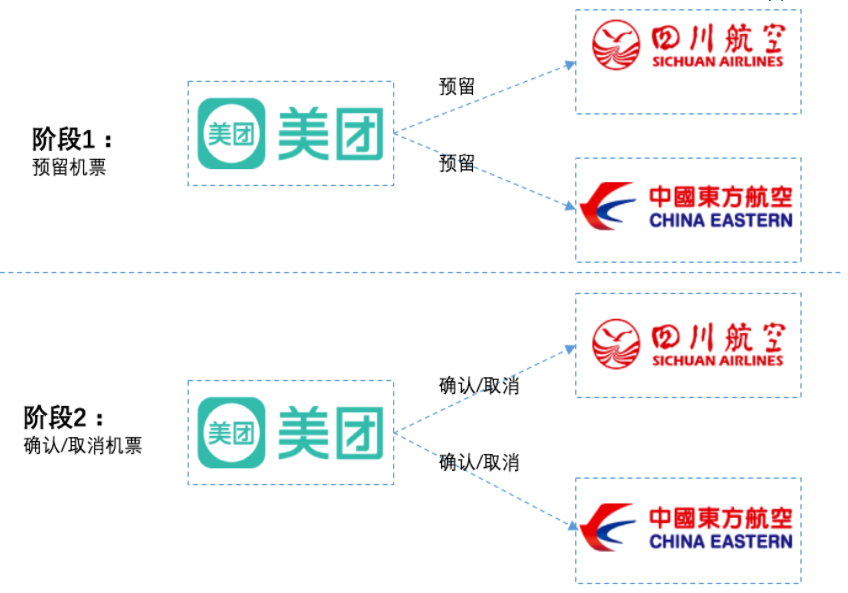 四川航空
SICHUAN AIRLINES
预留
美团 美团
阶段1：
预留机票
预留
中國東方航空
CHINA EASTERN
四川航空
SICHUAN AIRLINES
确认/取消
美团 美团
阶段2：
确认/取消机票
确认/取消
中國東方航空
CHINA EASTERN